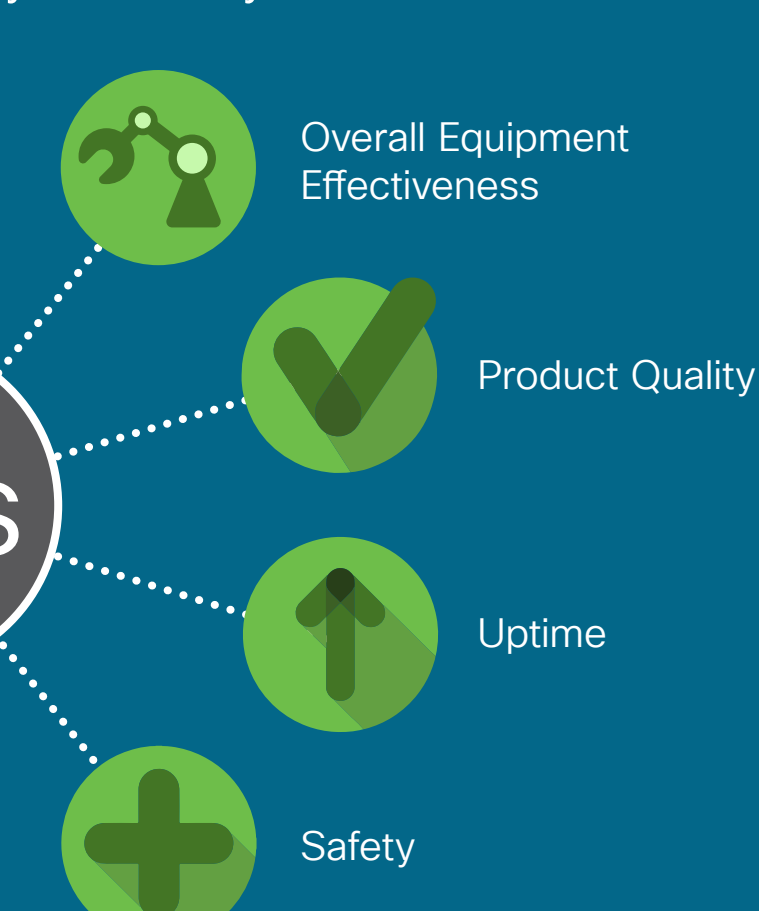 Overall Equipment
Effectiveness
Product Quality
s
Uptime
Safety